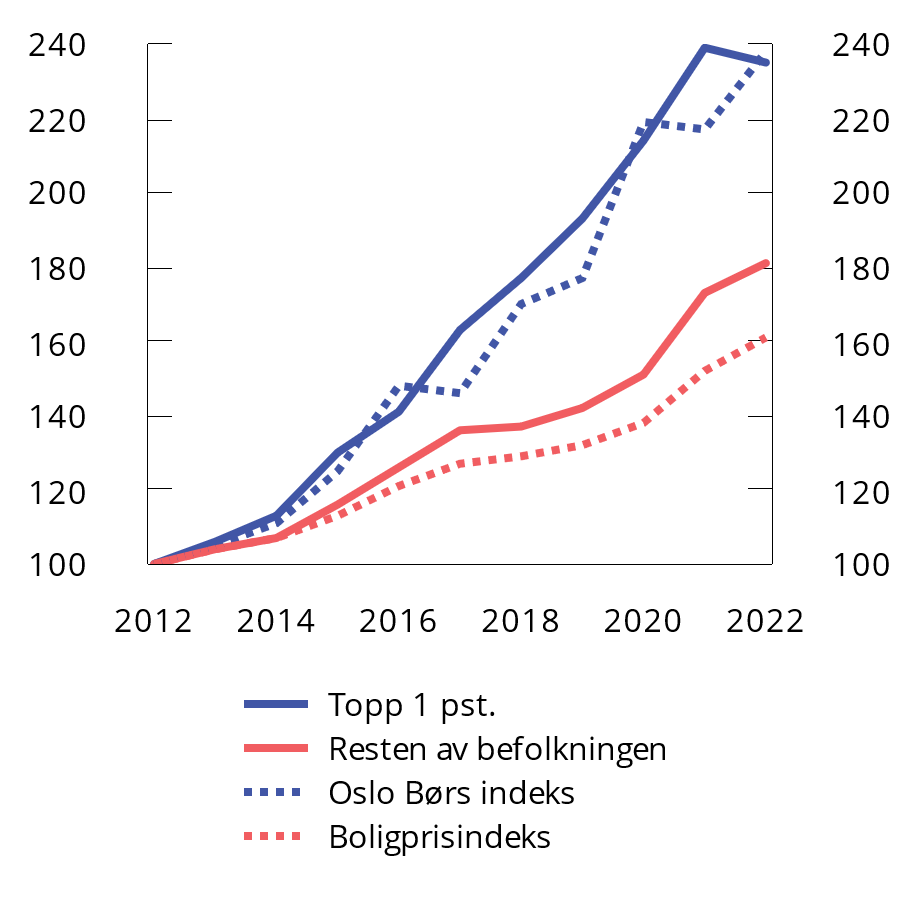 240 240
220 220
200 200
180 180
160 160
140 140
120 120
100 100
2012 2014 2016 2018 2020 2022
Topp 1 pst.
Resten av befolkningen
Oslo Børs indeks
Boligprisindeks